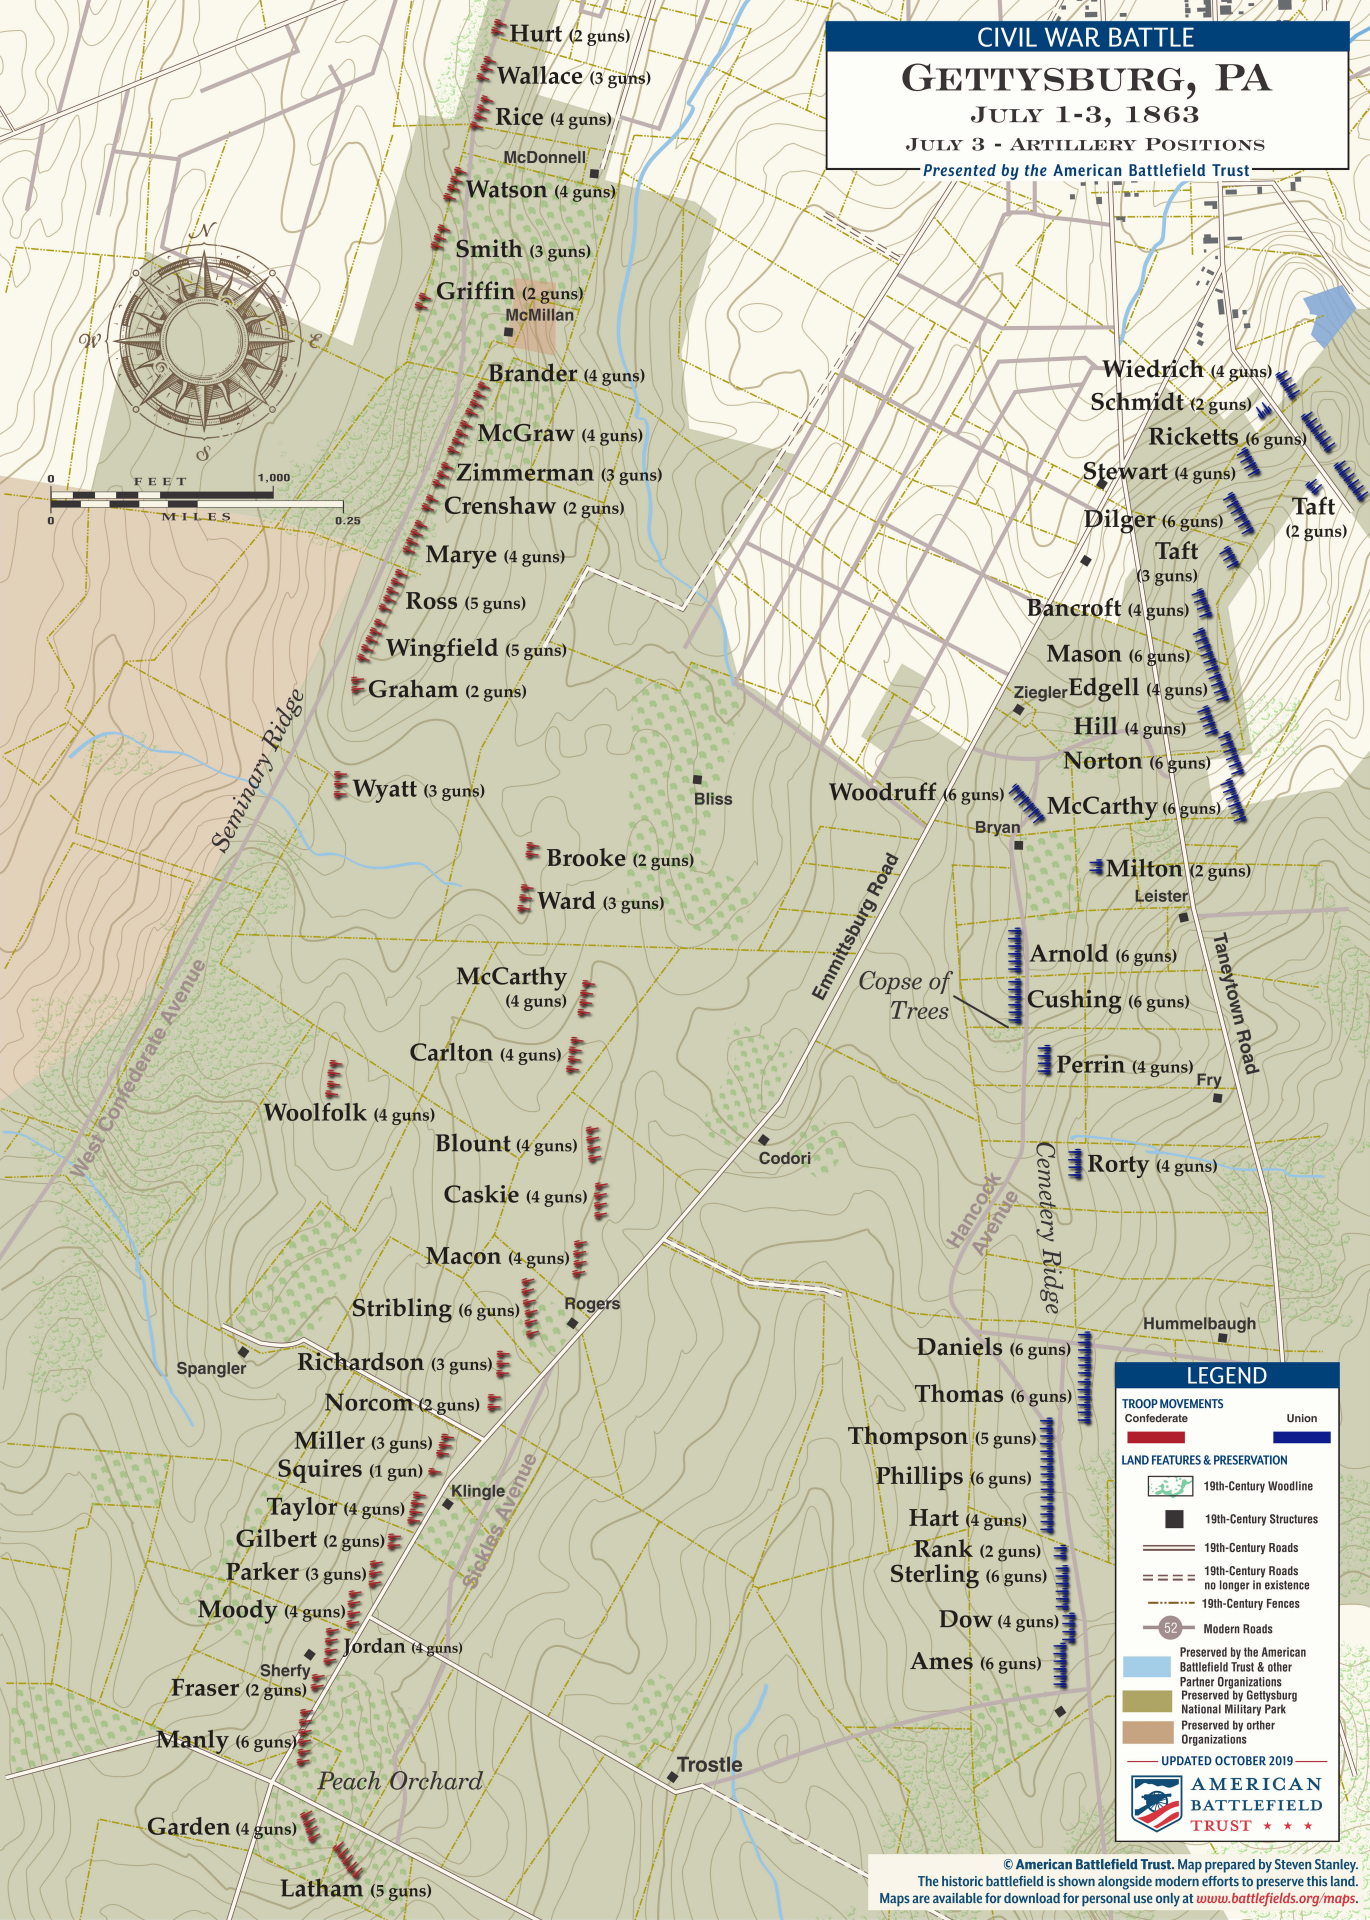 CIVIL WAR BATTLE
GETTYSBURG, PA
JULY 1-3, 1863
JULY 3 - ARTILLERY POSITIONS
Presented by the American Battlefield Trust
Hurt (2 guns)
Wallace (3 guns)
Rice (4 guns)
McDonnell
Watson (4 guns)
Smith (3 guns)
Griffin (2 guns)
McMillan
Brander (4 guns)
McGraw (4 guns)
Zimmerman (3 guns)
Crenshaw (2 guns)
Marye (4 guns)
Ross (5 guns)
Wingfield (5 guns)
Graham (2 guns)
Wyatt (3 guns)
Brooke (2 guns)
Ward (3 guns)
McCarthy
(4 guns)
Carlton (4 guns)
Woolfolk (4 guns)
Blount (4 guns)
Caskie (4 guns)
Macon (4 guns)
Stribling (6 guns)
Rogers
Richardson (3 guns)
Norcom (2 guns)
Miller (3 guns)
Squires (1 gun)
Klingle
Taylor (4 guns)
Gilbert (2 guns)
Parker (3 guns)
Moody (4 guns)
Jordan (4 guns)
Sherfy
Fraser (2 guns)
Manly (6 guns)
Peach Orchard
Garden (4 guns)
Latham (5 guns)
N
W
E
S
0
FEET
1,000
0
MILES
0.25
Seminary Ridge
West Confederate Avenue
Spangler
Sickles Avenue
Bliss
Codori
Trostle
Emmittsburg Road
Wiedrich (4 guns)
Schmidt (2 guns)
Ricketts (6 guns)
Stewart (4 guns)
Taft
(2 guns)
Dilger (6 guns)
Taft
(3 guns)
Bancroft (4 guns)
Mason (6 guns)
Ziegler
Edgell (4 guns)
Hill (4 guns)
Norton (6 guns)
Woodruff (6 guns)
McCarthy (6 guns)
Bryan
Milton (2 guns)
Leister
Arnold (6 guns)
Copse of
Trees
Cushing (6 guns)
Taneytown Road
Perrin (4 guns)
Fry
Rorty (4 guns)
Hancock
Avenue
Cemetery Ridge
Hummelbaugh
Daniels (6 guns)
Thomas (6 guns)
Thompson (5 guns)
Phillips (6 guns)
Hart (4 guns)
Rank (2 guns)
Sterling (6 guns)
Dow (4 guns)
Ames (6 guns)
LEGEND
TROOP MOVEMENTS
Confederate
Union
LAND FEATURES & PRESERVATION
19th-Century Woodline
19th-Century Structures
19th-Century Roads
19th-Century Roads
no longer in existence
19th-Century Fences
52
Modern Roads
Preserved by the American
Battlefield Trust & other
Partner Organizations
Preserved by Gettysburg
National Military Park
Preserved by orther
Organizations
UPDATED OCTOBER 2019
AMERICAN
BATTLEFIELD
TRUST
© American Battlefield Trust. Map prepared by Steven Stanley.
The historic battlefield is shown alongside modern efforts to preserve this land.
Maps are available for download for personal use only at www.battlefields.org/maps.